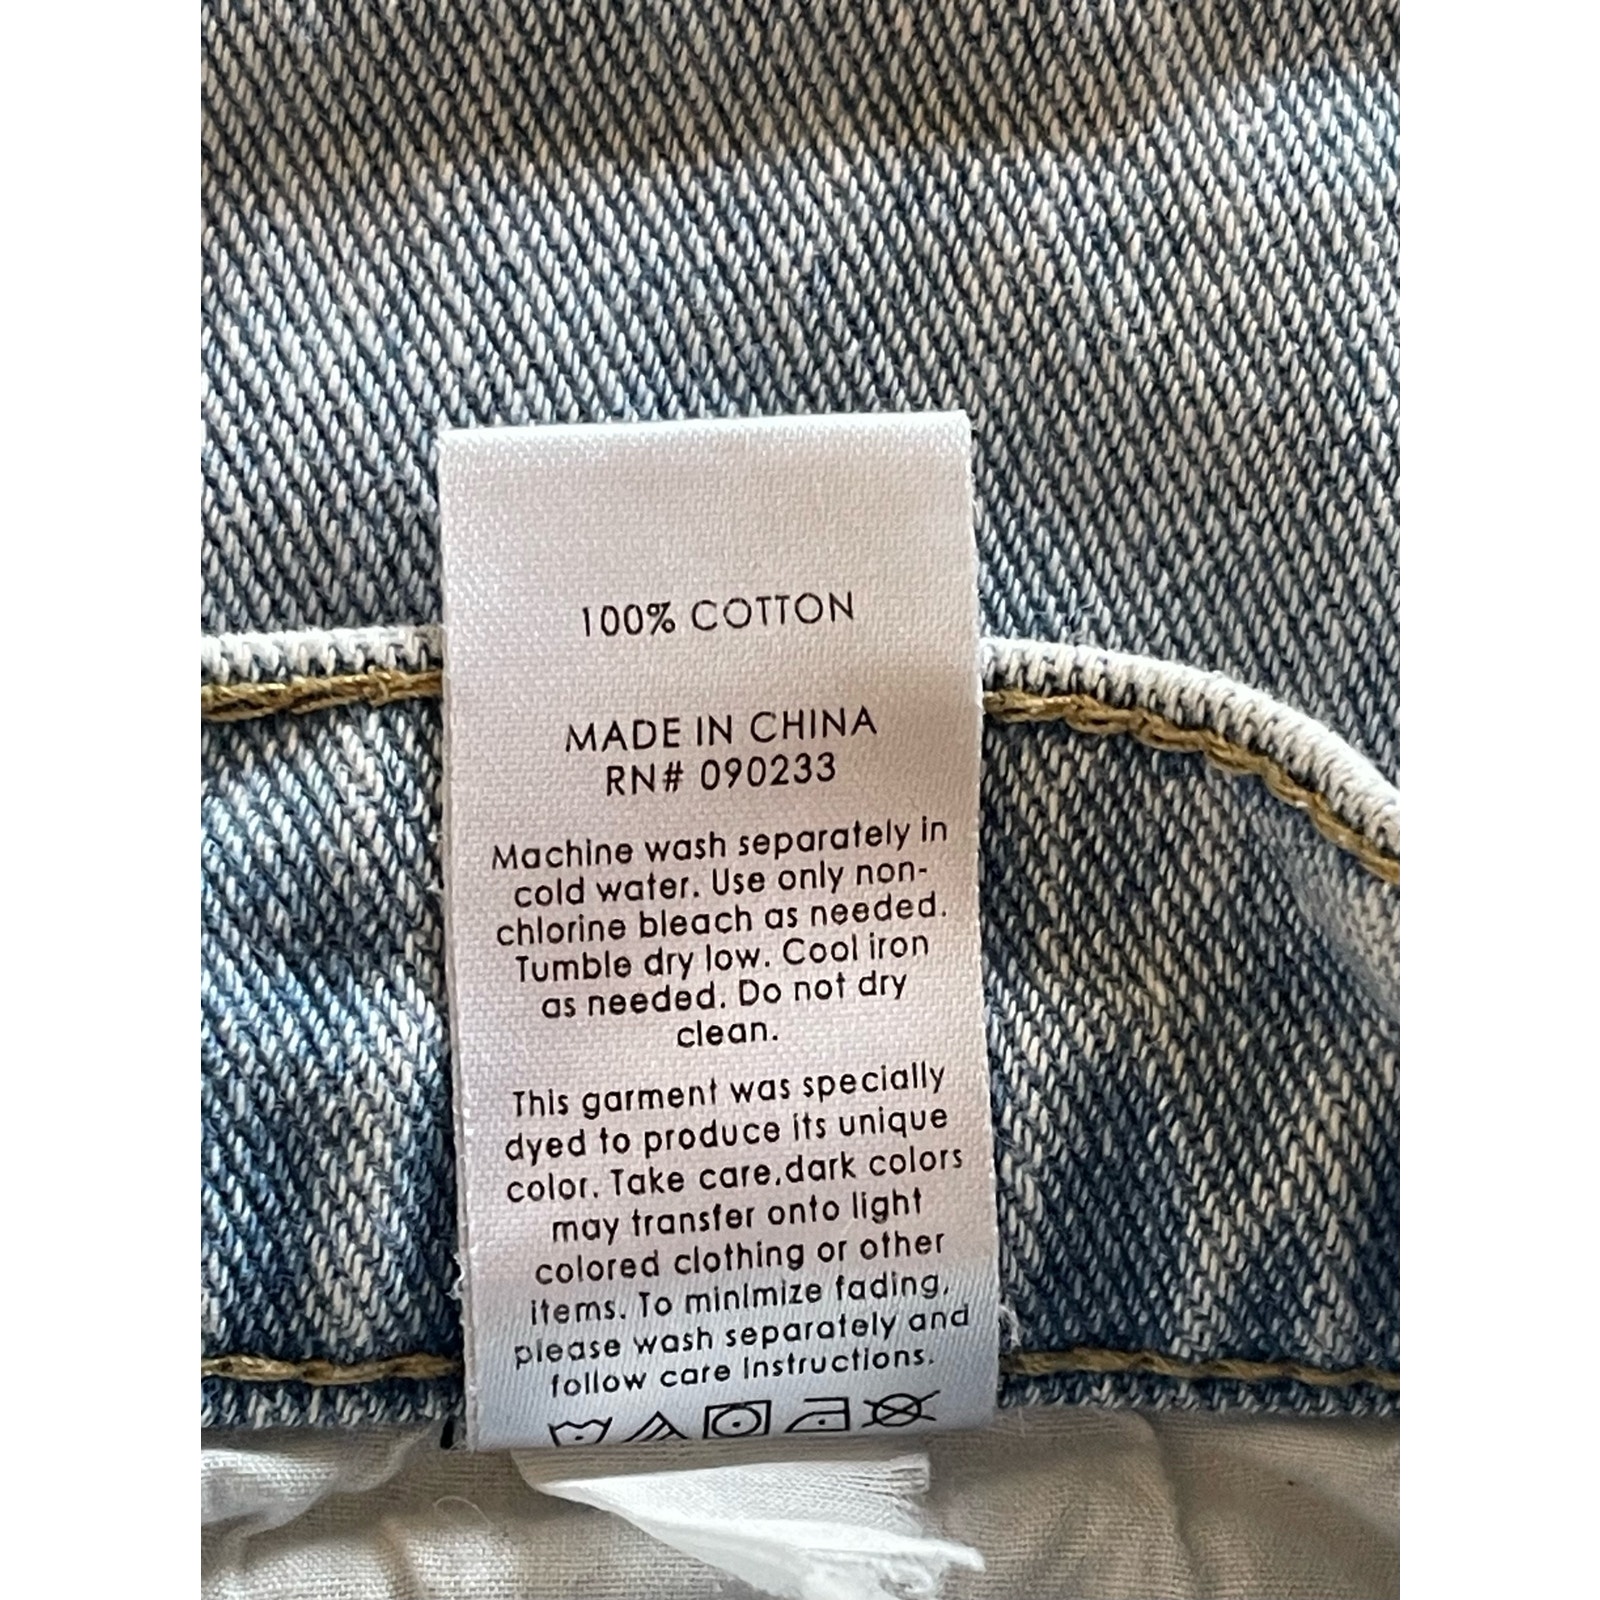 100% COTTON
MADE IN CHINA
RN# 090233
Machine wash separately in
cold water. Use only non-
chlorine bleach as needed.
Tumble dry low. Cool iron
as needed. Do not dry
clean.
This garment was specially
dyed to produce its unique
color. Take care,dark colors
may transfer onto light
colored clothing or other
items. To minimize fading,
please wash separately and
follow care instructions.